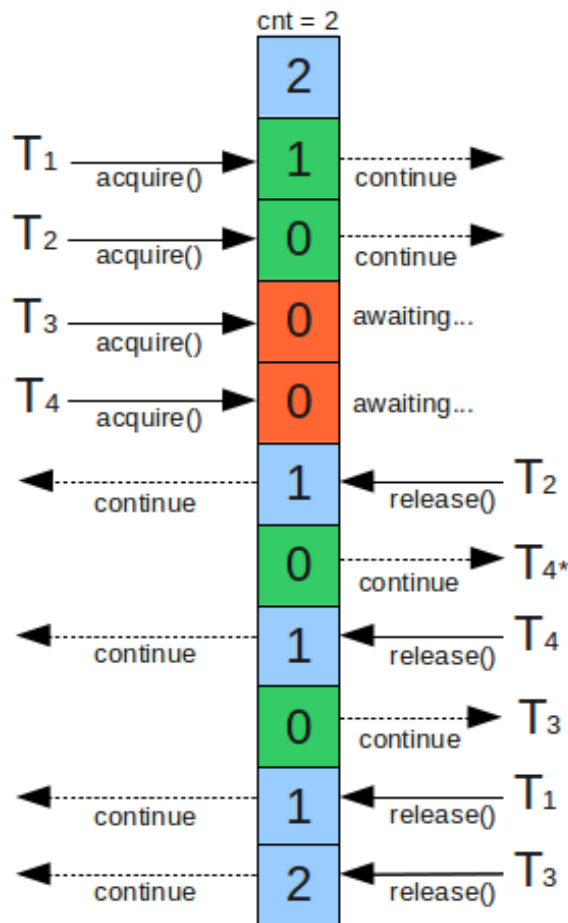 cnt = 2
2
T1 acquire() 1 continue
T2 acquire() 0 continue
T3 acquire() 0 awaiting...
T4 acquire() 0 awaiting...
continue 1 release() T2
0 continue T4*
continue 1 release() T4
0 continue T3
continue 1 release() T1
continue 2 release() T3